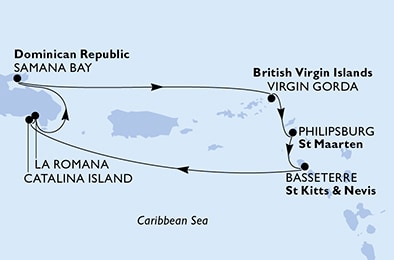 Dominican Republic
SAMANA BAY
British Virgin Islands
VIRGIN GORDA
PHILIPSBURG
St Maarten
LA ROMANA
CATALINA ISLAND
BASSETERRE
St Kitts & Nevis
Caribbean Sea